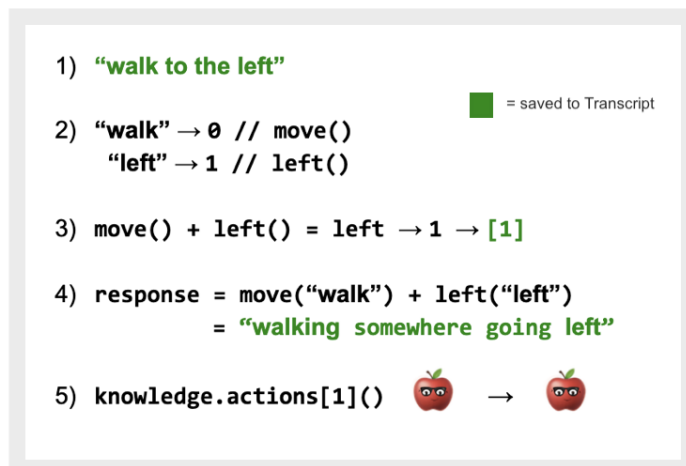 1) “walk to the left”
= saved to Transcript
2) “walk” → 0 // move()
“left” → 1 // left()
3) move() + left() = left → 1 → [1]
4) response = move(“walk”) + left(“left”)
= “walking somewhere going left”
5) knowledge.actions[1]() →